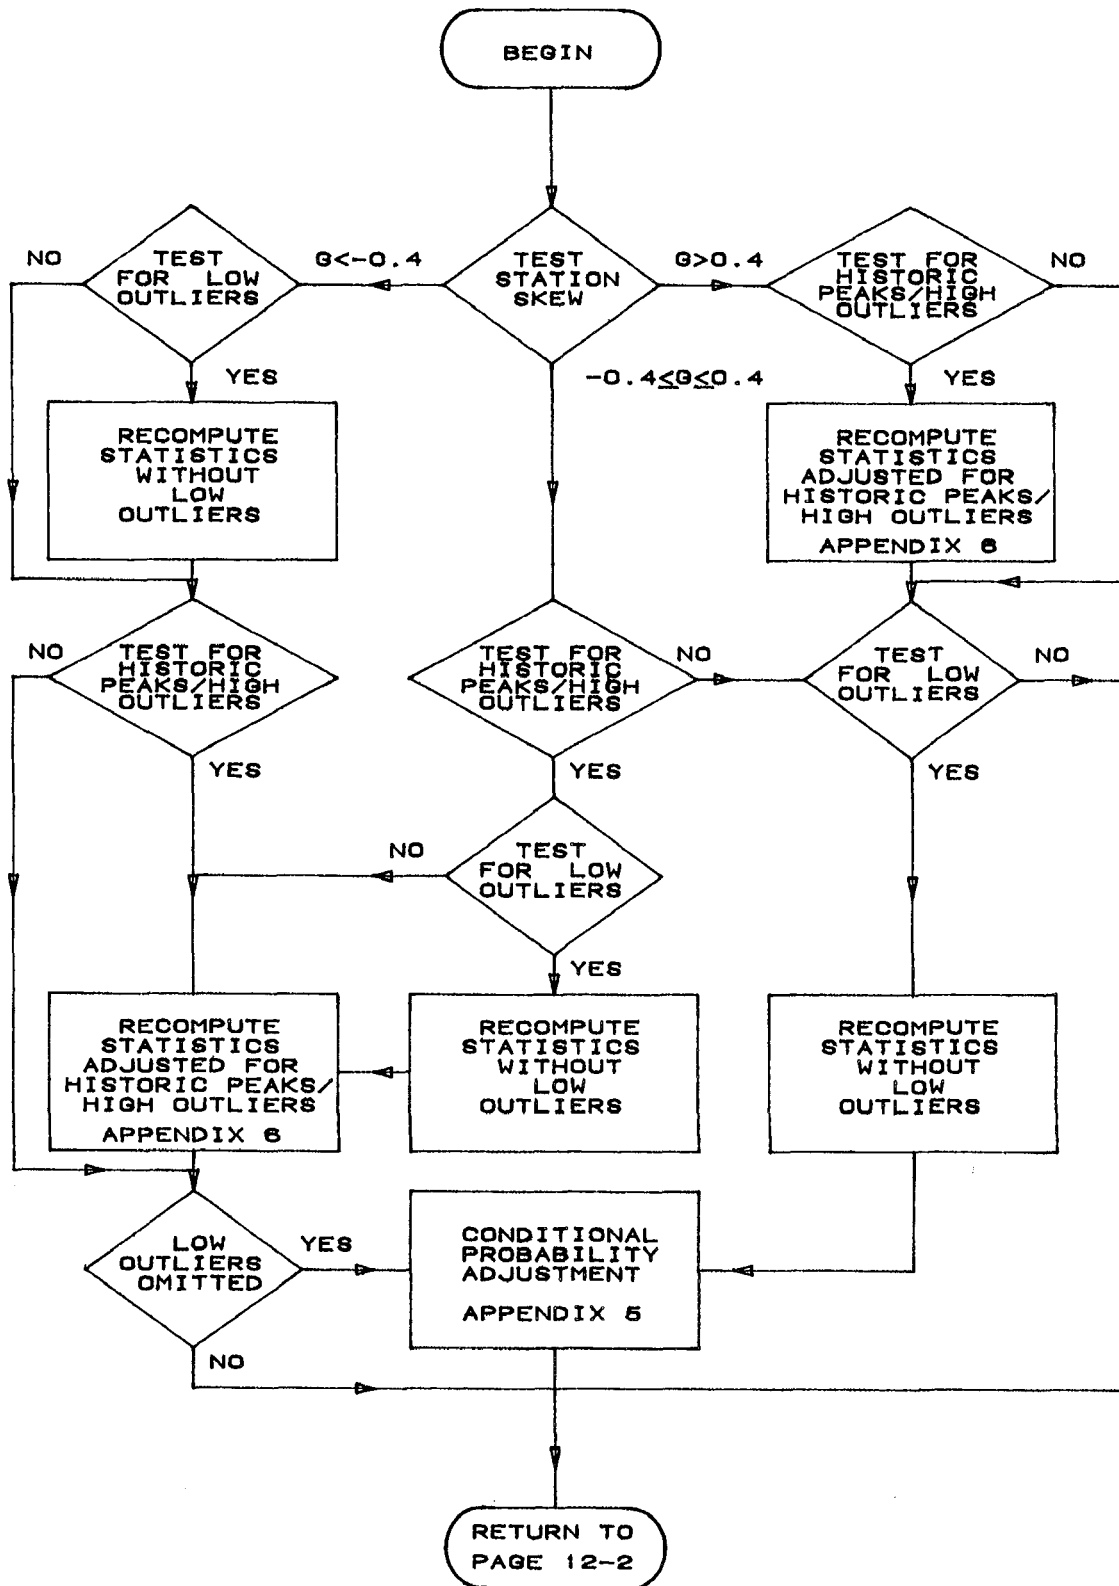 BEGIN
NO
TEST
FOR LOW
OUTLIERS
G<-0.4
TEST
STATION
SKEW
G>0.4
TEST FOR
HISTORIC
PEAKS/HIGH
OUTLIERS
NO
YES
-0.4≤G≤0.4
YES
RECOMPUTE
STATISTICS
WITHOUT
LOW
OUTLIERS
RECOMPUTE
STATISTICS
ADJUSTED FOR
HISTORIC PEAKS/
HIGH OUTLIERS
APPENDIX 6
NO
TEST FOR
HISTORIC
PEAKS/HIGH
OUTLIERS
TEST FOR
HISTORIC
PEAKS/HIGH
OUTLIERS
NO
TEST
FOR LOW
OUTLIERS
NO
YES
YES
YES
NO
TEST
FOR LOW
OUTLIERS
YES
RECOMPUTE
STATISTICS
ADJUSTED FOR
HISTORIC PEAKS/
HIGH OUTLIERS
APPENDIX 6
RECOMPUTE
STATISTICS
WITHOUT
LOW
OUTLIERS
RECOMPUTE
STATISTICS
WITHOUT
LOW
OUTLIERS
LOW
OUTLIERS
OMITTED
YES
CONDITIONAL
PROBABILITY
ADJUSTMENT
APPENDIX 5
NO
RETURN TO
PAGE 12-2